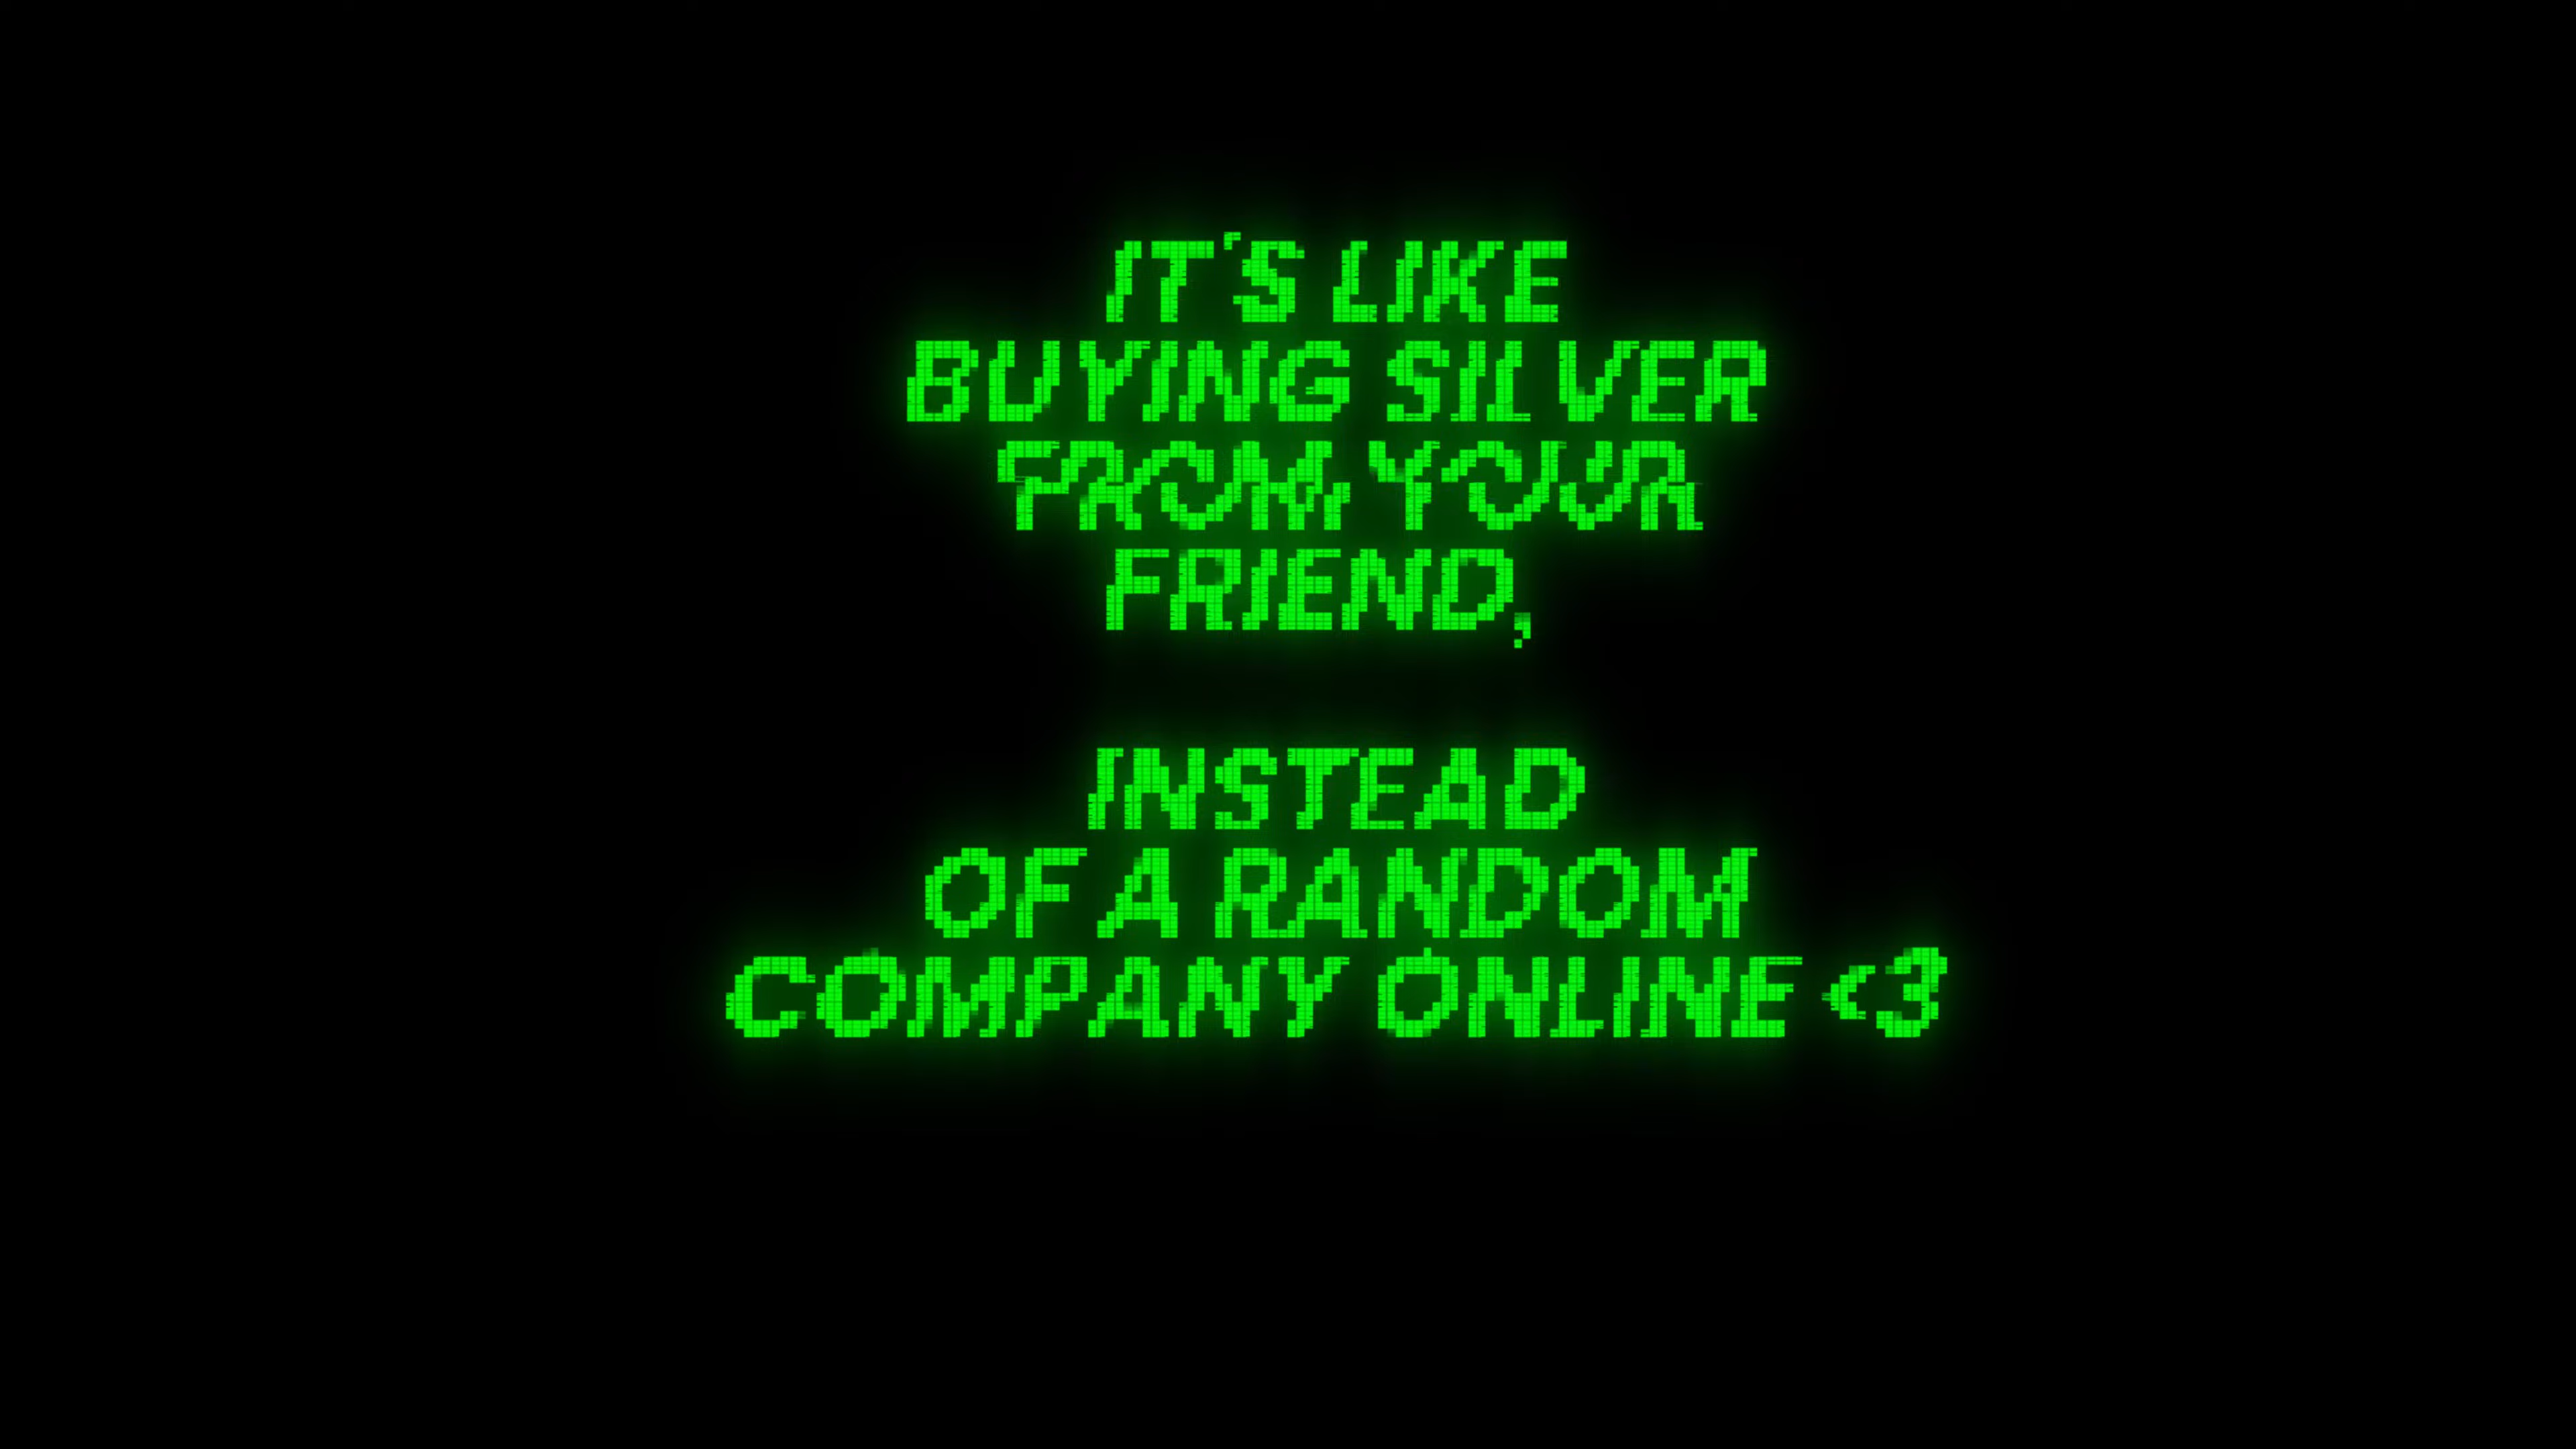 IT'S LIKE
BUYING SILVER
FROM YOUR
FRIEND,
INSTEAD
OF A RANDOM
COMPANY ONLINE <3